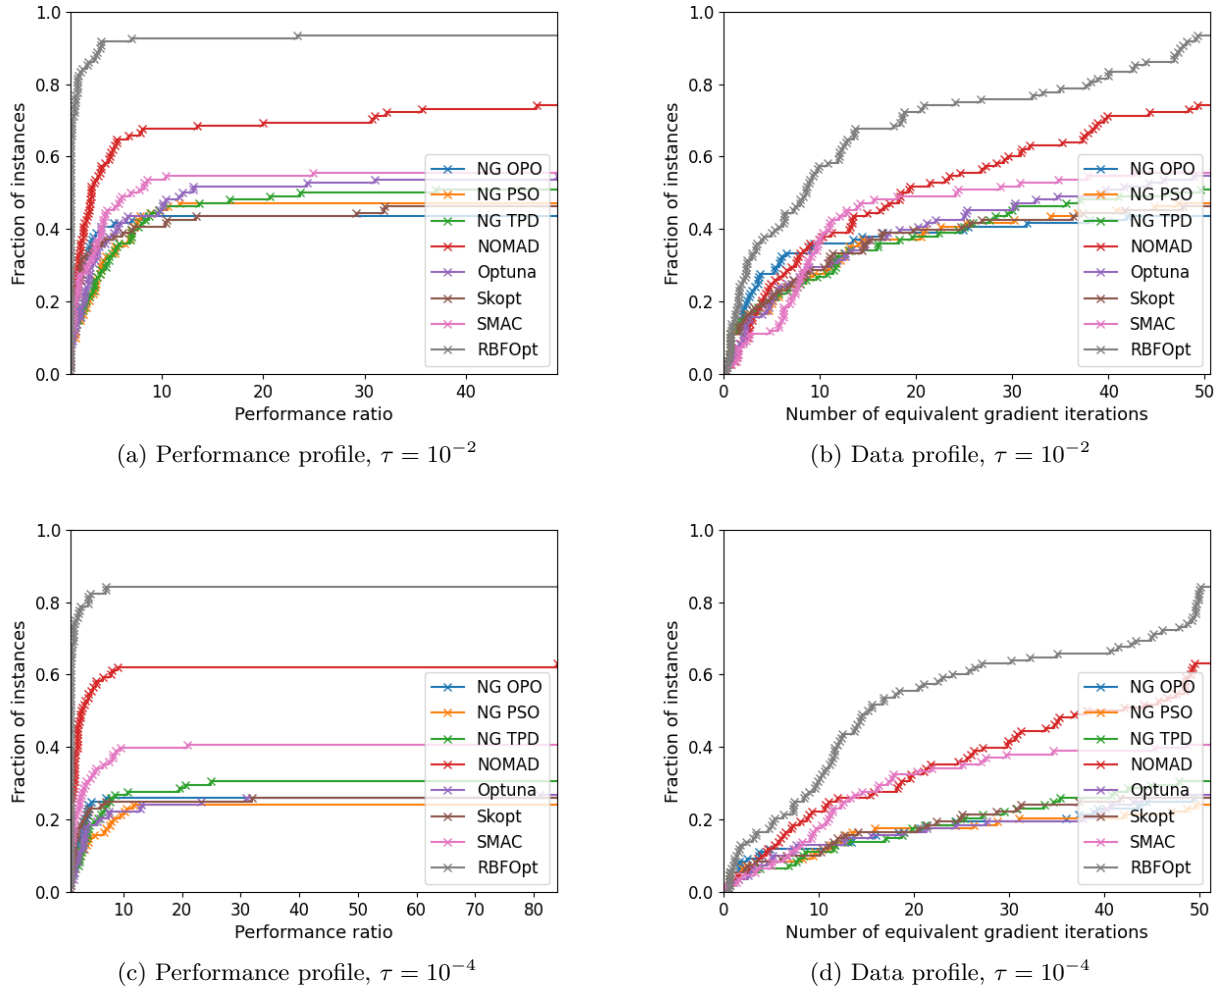 1.0
0.8
0.6
0.4
0.2
0.0
Fraction of instances
10 20 30 40
Performance ratio
NG OPO
NG PSO
NG TPD
NOMAD
Optuna
Skopt
SMAC
RBFOpt
(a) Performance profile, τ = 10⁻²
1.0
0.8
0.6
0.4
0.2
0.0
Fraction of instances
0 10 20 30 40 50
Number of equivalent gradient iterations
NG OPO
NG PSO
NG TPD
NOMAD
Optuna
Skopt
SMAC
RBFOpt
(b) Data profile, τ = 10⁻²
1.0
0.8
0.6
0.4
0.2
0.0
Fraction of instances
10 20 30 40 50 60 70 80
Performance ratio
NG OPO
NG PSO
NG TPD
NOMAD
Optuna
Skopt
SMAC
RBFOpt
(c) Performance profile, τ = 10⁻⁴
1.0
0.8
0.6
0.4
0.2
0.0
Fraction of instances
0 10 20 30 40 50
Number of equivalent gradient iterations
NG OPO
NG PSO
NG TPD
NOMAD
Optuna
Skopt
SMAC
RBFOpt
(d) Data profile, τ = 10⁻⁴